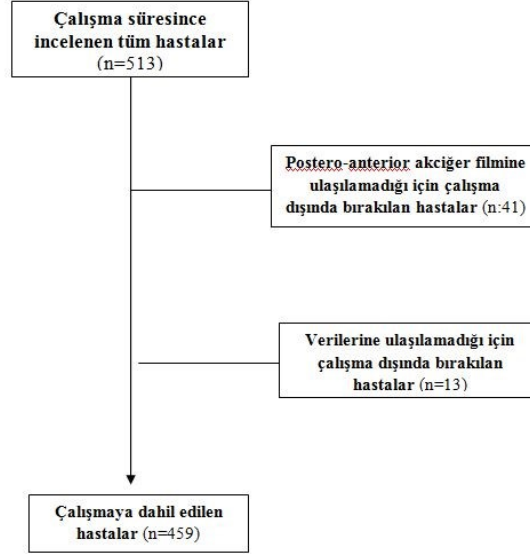 Çalışma süresince
incelenen tüm hastalar
(n=513)
Postero-anterior akciğer filmine
ulaşılamadığı için çalışma
dışında bırakılan hastalar (n:41)
Verilerine ulaşılamadığı için
çalışma dışında bırakılan
hastalar (n=13)
Çalışmaya dahil edilen
hastalar (n=459)